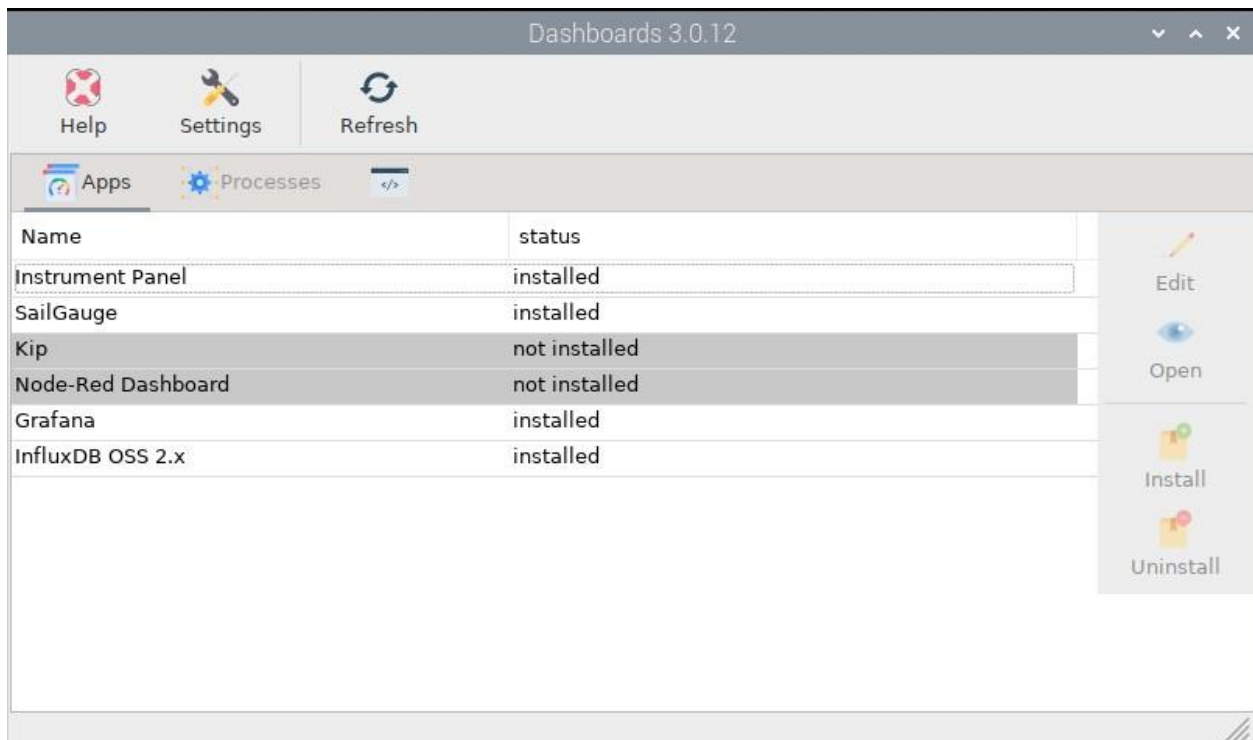 Dashboards 3.0.12
Help Settings Refresh
Apps Processes </>
Name status
Instrument Panel installed
SailGauge installed
Kip not installed
Node-Red Dashboard not installed
Grafana installed
InfluxDB OSS 2.x installed
Edit
Open
Install
Uninstall